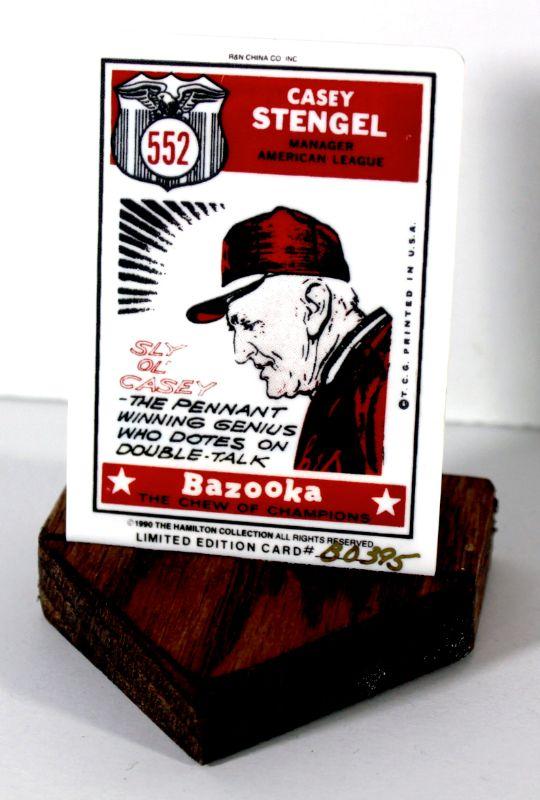 R&N CHINA CO. INC
552
CASEY
STENGEL
MANAGER
AMERICAN LEAGUE
SLY
OL'
CASEY
-THE PENNANT
WINNING GENIUS
WHO DOTES ON
DOUBLE-TALK
© T.C.G. PRINTED IN U.S.A.
Bazooka
THE CHEW OF CHAMPIONS
©1990 THE HAMILTON COLLECTION ALL RIGHTS RESERVED
LIMITED EDITION CARD# B0395